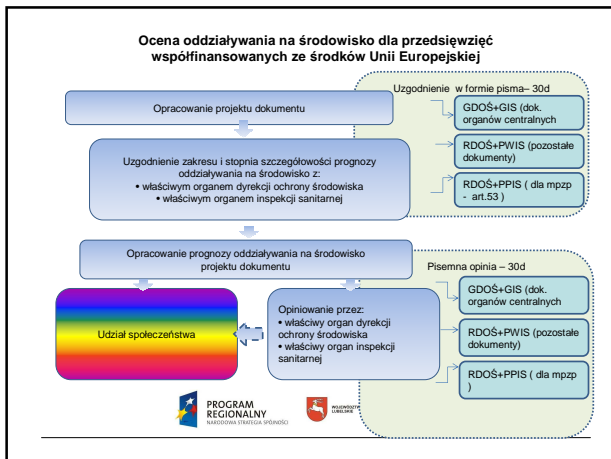 Ocena oddziaływania na środowisko dla przedsięwzięć
współfinansowanych ze środków Unii Europejskiej
Uzgodnienie w formie pisma– 30d
Opracowanie projektu dokumentu
GDOŚ+GIS (dok.
organów centralnych
Uzgodnienie zakresu i stopnia szczegółowości prognozy
oddziaływania na środowisko z:
• właściwym organem dyrekcji ochrony środowiska
• właściwym organem inspekcji sanitarnej
RDOŚ+PWIS (pozostałe
dokumenty)
RDOŚ+PPIS ( dla mpzp
- art.53 )
Opracowanie prognozy oddziaływania na środowisko
projektu dokumentu
Pisemna opinia – 30d
Udział społeczeństwa
Opiniowanie przez:
• właściwy organ dyrekcji
ochrony środowiska
• właściwy organ inspekcji
sanitarnej
GDOŚ+GIS (dok.
organów centralnych
RDOŚ+PWIS (pozostałe
dokumenty)
RDOŚ+PPIS ( dla mpzp
)
PROGRAM
REGIONALNY
NARODOWA STRATEGIA SPÓJNOŚCI
WOJEWÓDZTW
LUBELSKIE